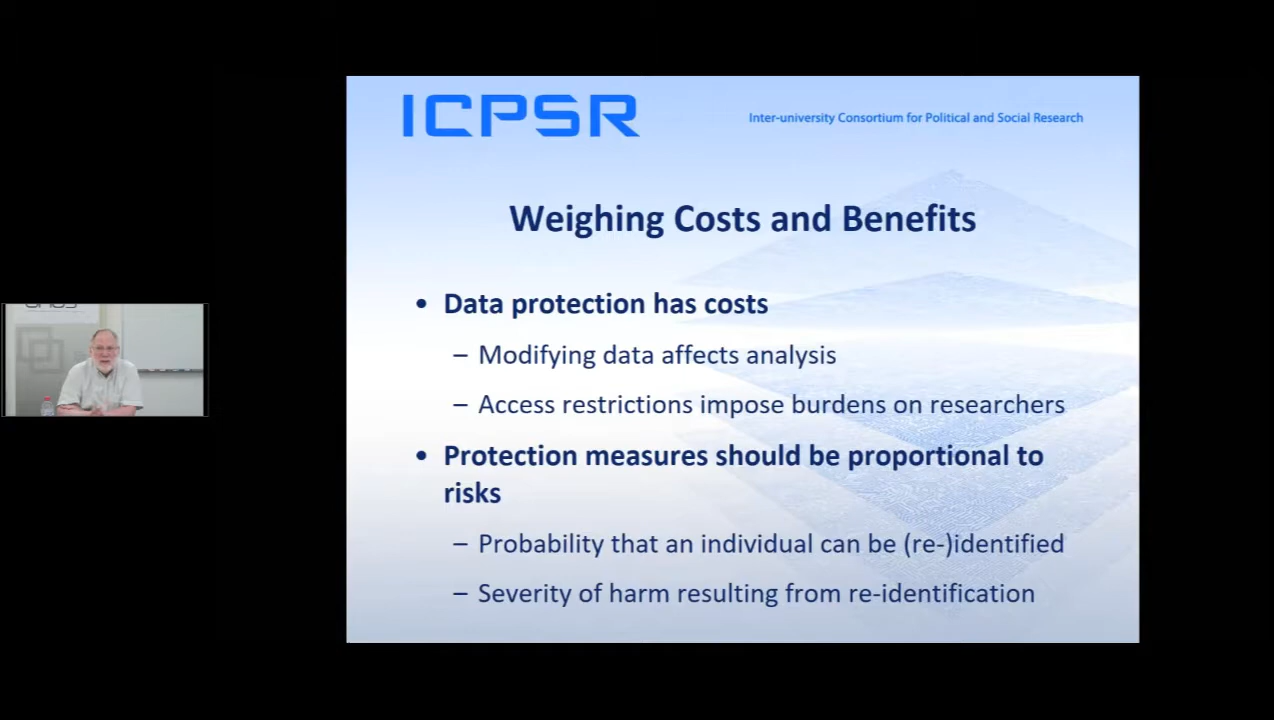 ICPSR
Inter-university Consortium for Political and Social Research
Weighing Costs and Benefits
• Data protection has costs
– Modifying data affects analysis
– Access restrictions impose burdens on researchers
• Protection measures should be proportional to
risks
– Probability that an individual can be (re-)identified
– Severity of harm resulting from re-identification